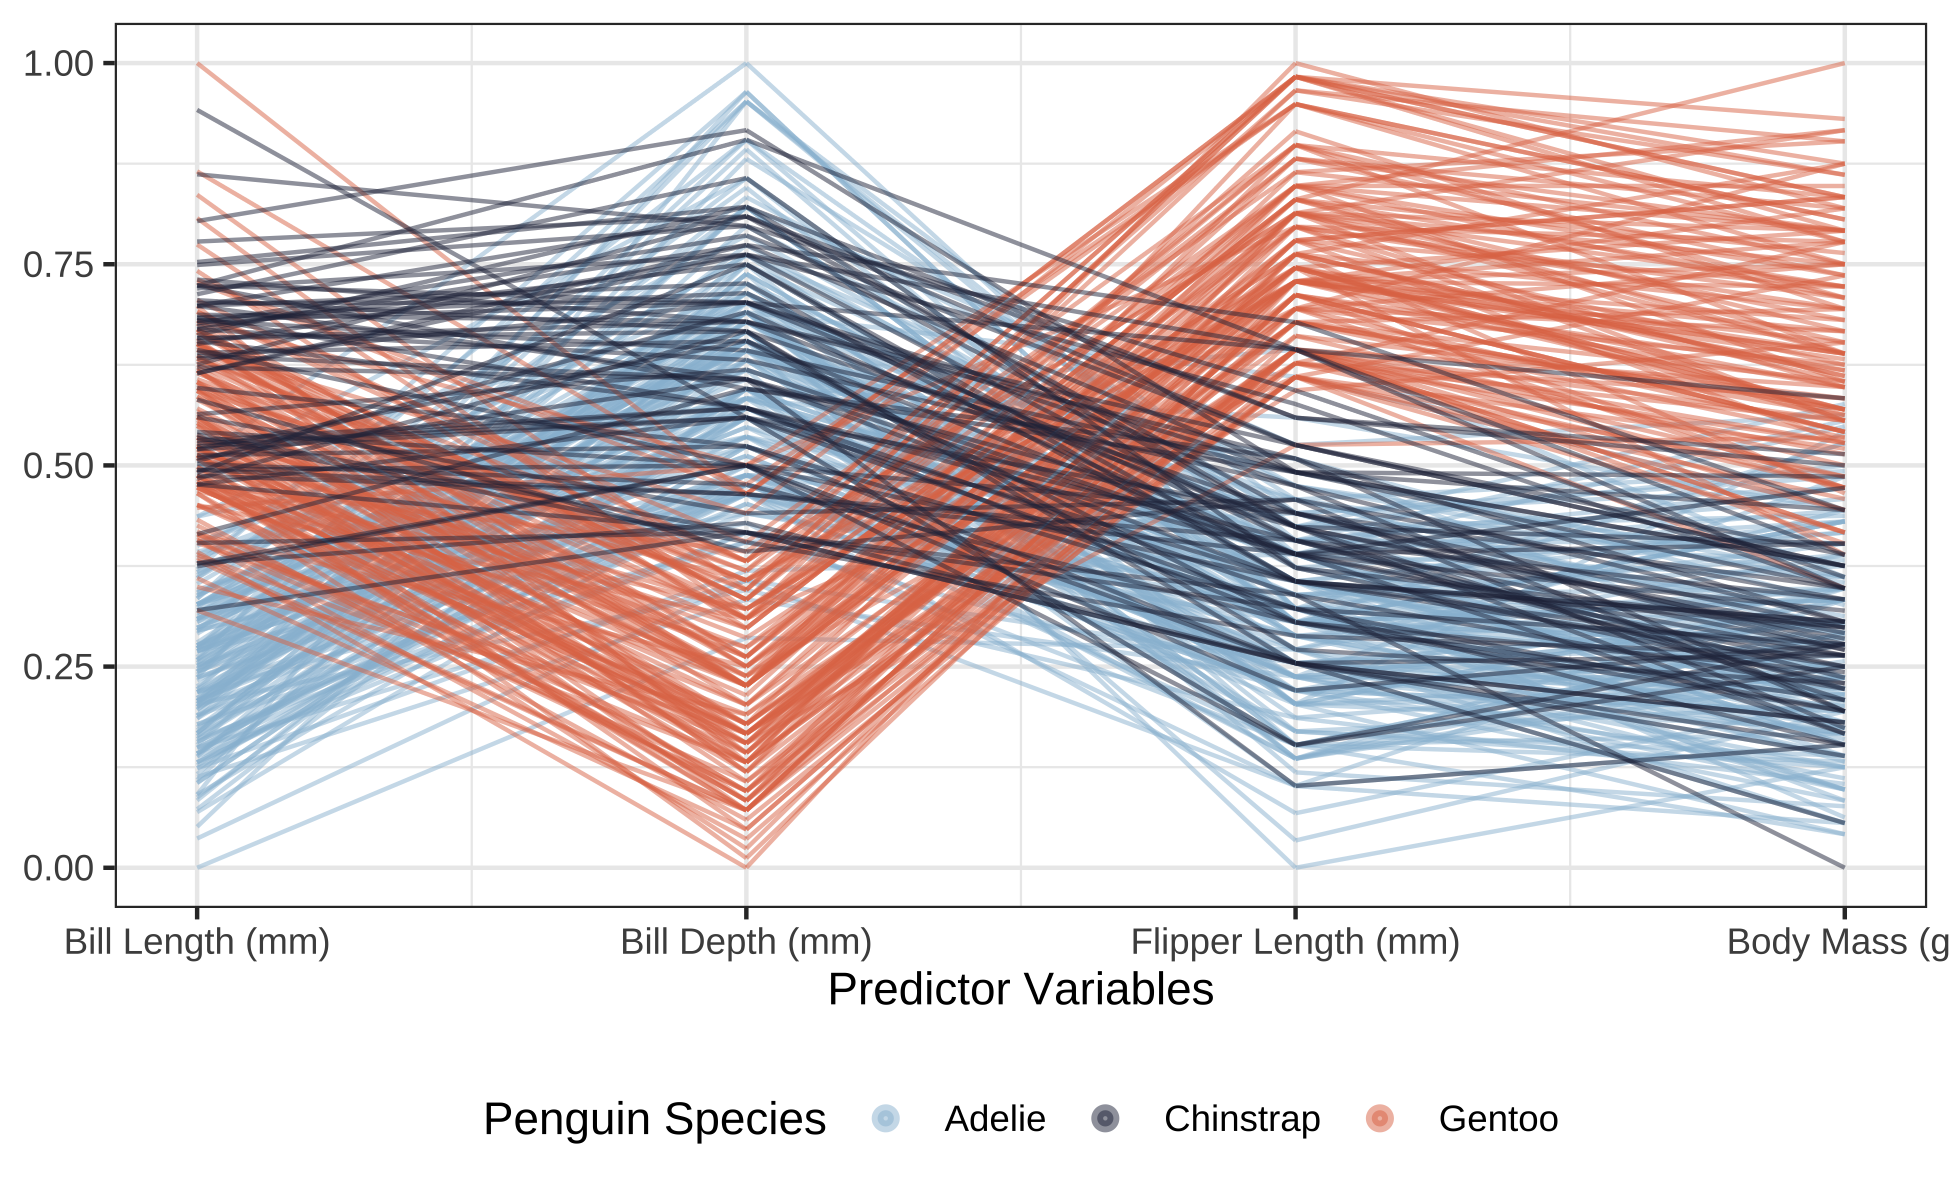 1.00
0.75
0.50
0.25
0.00
Bill Length (mm) Bill Depth (mm) Flipper Length (mm) Body Mass (g
Predictor Variables
Penguin Species Adelie Chinstrap Gentoo